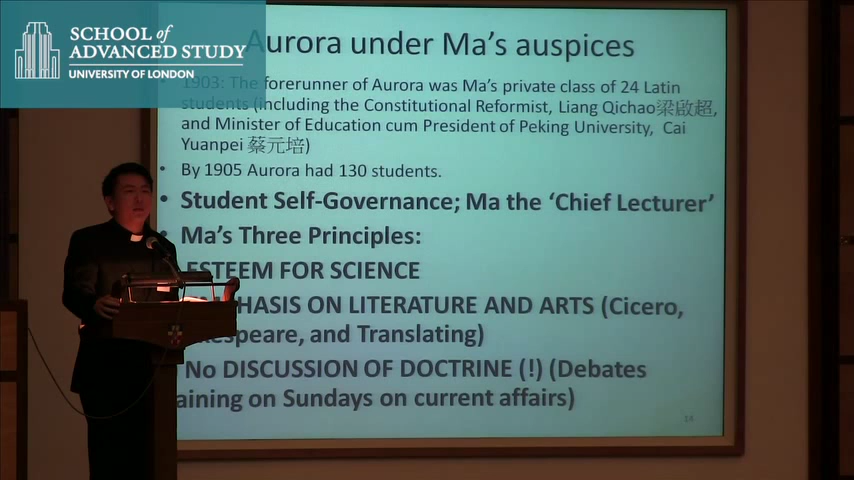 SCHOOL of
ADVANCED STUDY
UNIVERSITY OF LONDON
Aurora under Ma's auspices
• 1903: The forerunner of Aurora was Ma's private class of 24 Latin
students (including the Constitutional Reformist, Liang Qichao梁啟超,
and Minister of Education cum President of Peking University, Cai
Yuanpei 蔡元培)
• By 1905 Aurora had 130 students.
• Student Self-Governance; Ma the 'Chief Lecturer'
• Ma's Three Principles:
ESTEEM FOR SCIENCE
ON LITERATURE AND ARTS (Cicero,
and Translating)
No DISCUSSION OF DOCTRINE (!) (Debates
on Sundays on current affairs)
14